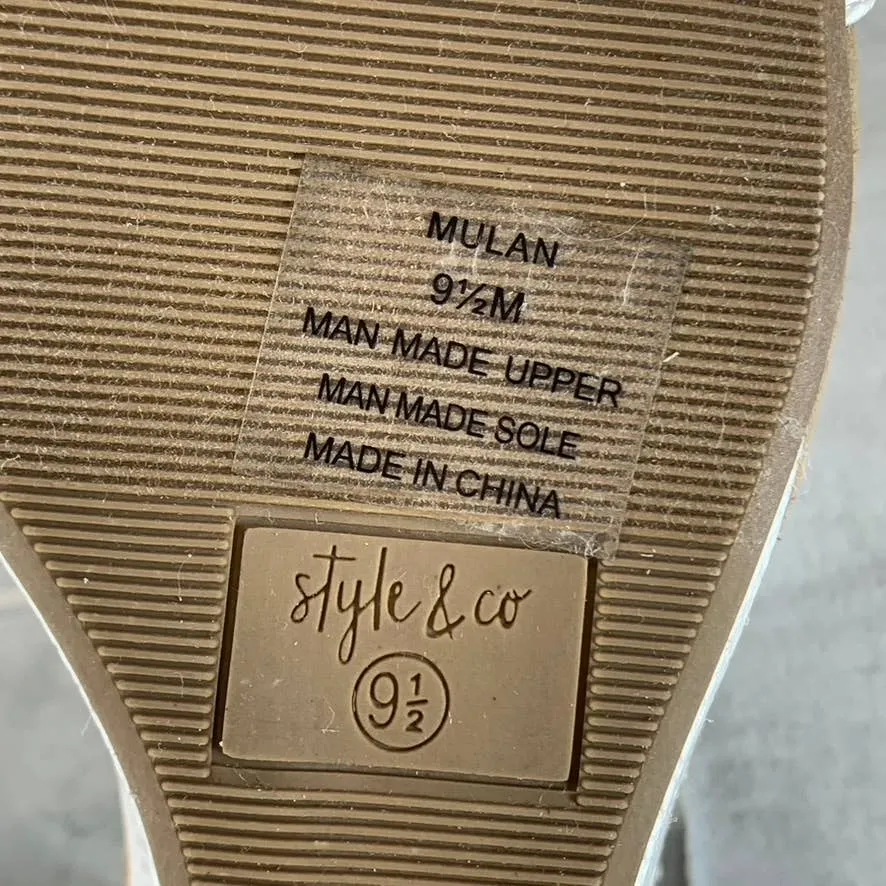 MULAN
9½M
MAN MADE UPPER
MAN MADE SOLE
MADE IN CHINA
style & co
9½